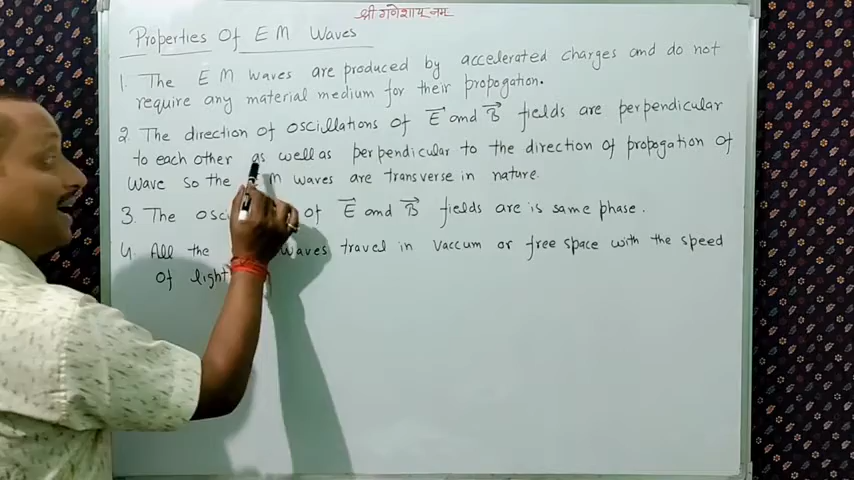 श्री गणेशाय नमः
Properties Of EM Waves
1. The EM waves are produced by accelerated charges and do not
require any material medium for their propogation.
2. The direction of oscillations of E and B fields are perpendicular
to each other as well as perpendicular to the direction of propogation of
wave so the M waves are transverse in nature.
3. The of E and B fields are is same phase.
4. All the waves travel in vaccum or free space with the speed
of light